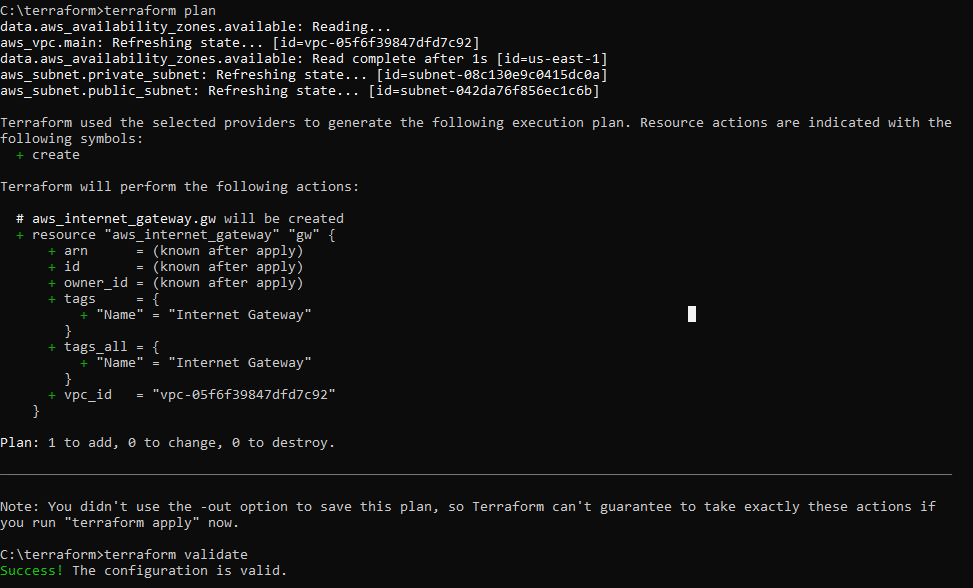 C:\terraform>terraform plan
data.aws_availability_zones.available: Reading...
aws_vpc.main: Refreshing state... [id=vpc-05f6f39847dfd7c92]
data.aws_availability_zones.available: Read complete after 1s [id=us-east-1]
aws_subnet.private_subnet: Refreshing state... [id=subnet-08c130e9c0415dc0a]
aws_subnet.public_subnet: Refreshing state... [id=subnet-042da76f856ec1c6b]

Terraform used the selected providers to generate the following execution plan. Resource actions are indicated with the
following symbols:
  + create

Terraform will perform the following actions:

  # aws_internet_gateway.gw will be created
  + resource "aws_internet_gateway" "gw" {
      + arn      = (known after apply)
      + id       = (known after apply)
      + owner_id = (known after apply)
      + tags     = {
          + "Name" = "Internet Gateway"
        }
      + tags_all = {
          + "Name" = "Internet Gateway"
        }
      + vpc_id   = "vpc-05f6f39847dfd7c92"
    }

Plan: 1 to add, 0 to change, 0 to destroy.

Note: You didn't use the -out option to save this plan, so Terraform can't guarantee to take exactly these actions if
you run "terraform apply" now.

C:\terraform>terraform validate
Success! The configuration is valid.